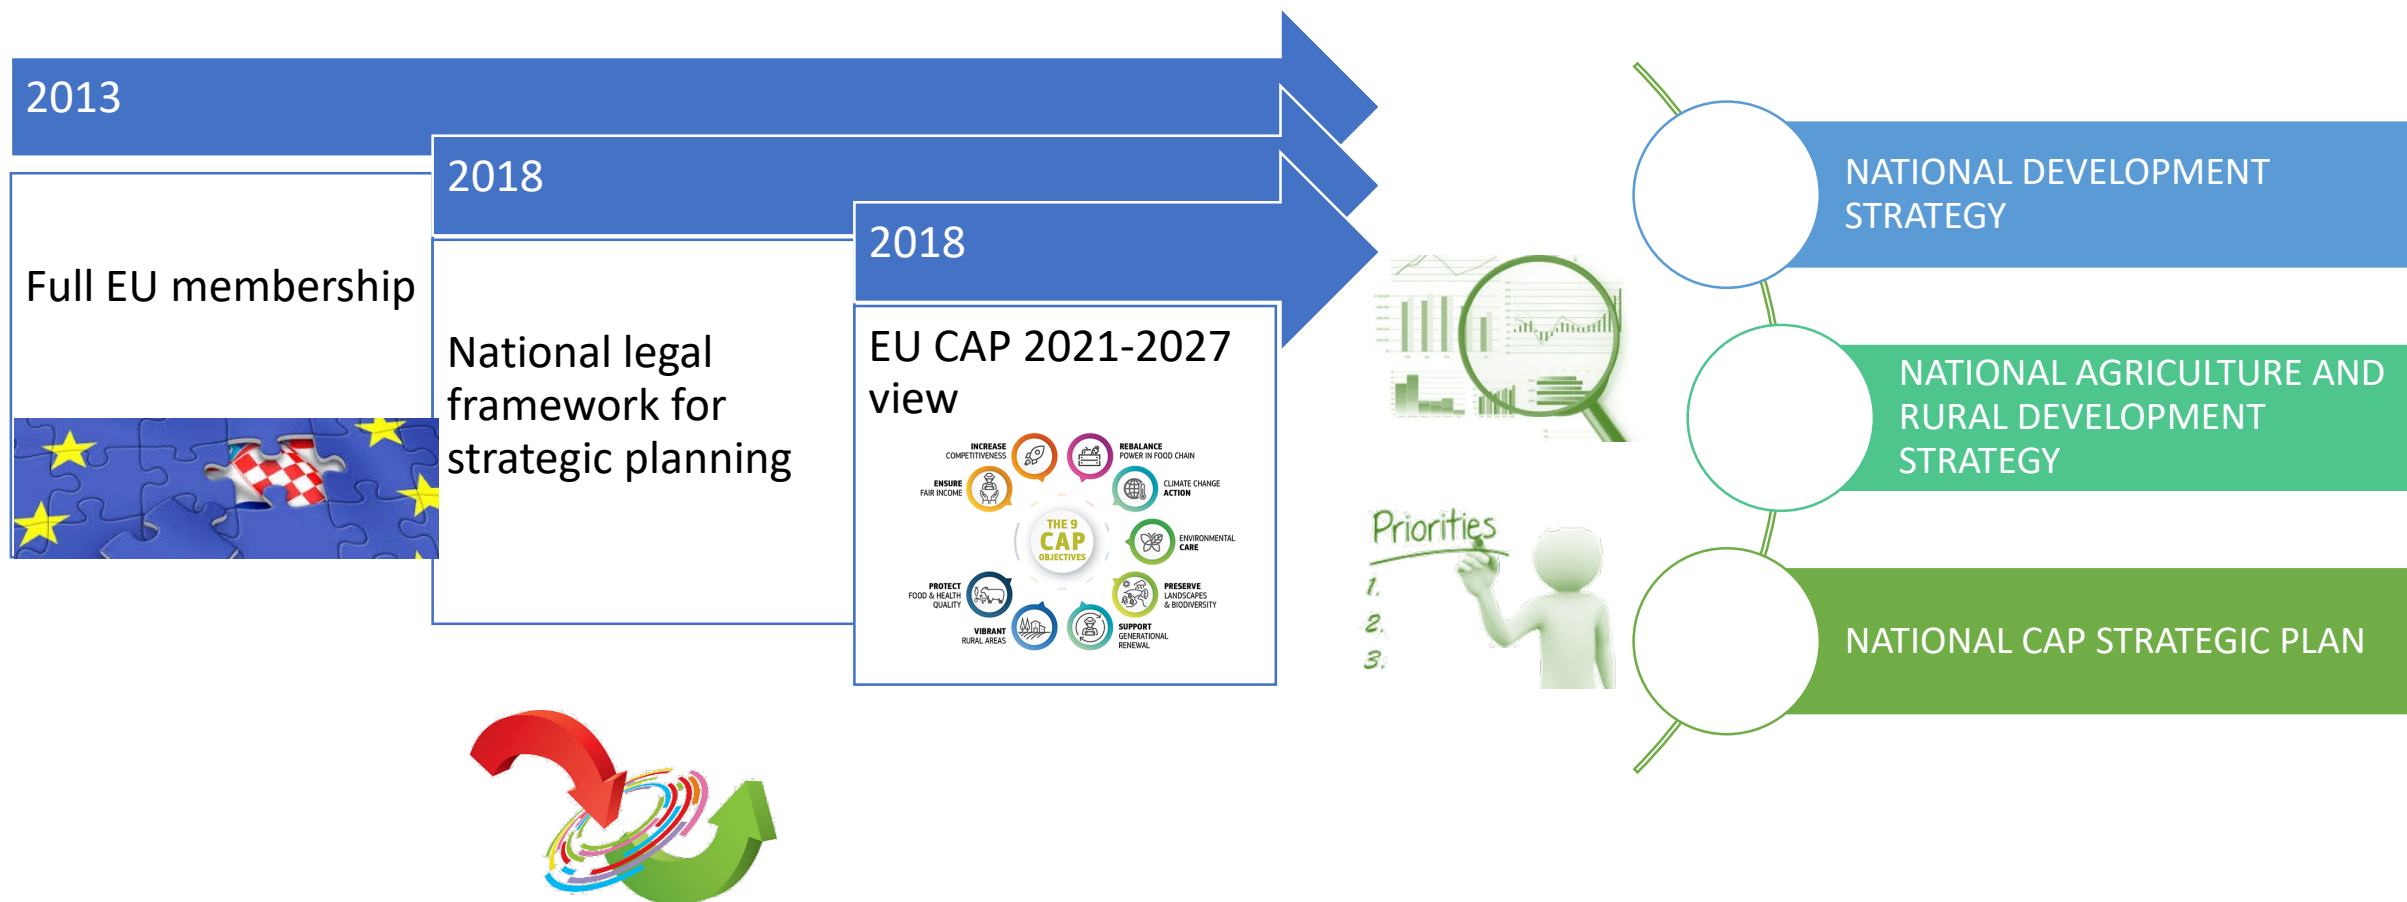 2013
Full EU membership
2018
National legal
framework for
strategic planning
2018
EU CAP 2021-2027
view
INCREASE
COMPETITIVENESS
REBALANCE
POWER IN FOOD CHAIN
ENSURE
FAIR INCOME
CLIMATE CHANGE
ACTION
THE 9
CAP
OBJECTIVES
ENVIRONMENTAL
CARE
PROTECT
FOOD & HEALTH
QUALITY
PRESERVE
LANDSCAPES
& BIODIVERSITY
VIBRANT
RURAL AREAS
SUPPORT
GENERATIONAL
RENEWAL
Priorities
1.
2.
3.
NATIONAL DEVELOPMENT
STRATEGY
NATIONAL AGRICULTURE AND
RURAL DEVELOPMENT
STRATEGY
NATIONAL CAP STRATEGIC PLAN